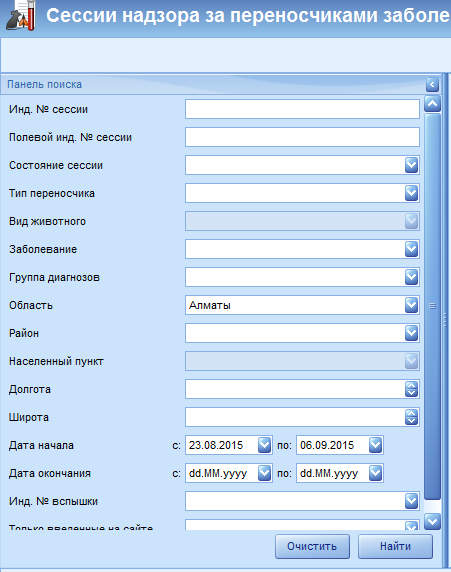 Сессии надзора за переносчиками заболе
Панель поиска
Инд. № сессии
Полевой инд. № сессии
Состояние сессии
Тип переносчика
Вид животного
Заболевание
Группа диагнозов
Область Алматы
Район
Населенный пункт
Долгота
Широта
Дата начала с: 23.08.2015 по: 06.09.2015
Дата окончания с: dd.MM.yyyy по: dd.MM.yyyy
Инд. № вспышки
Только введенные на сайте
Очистить Найти